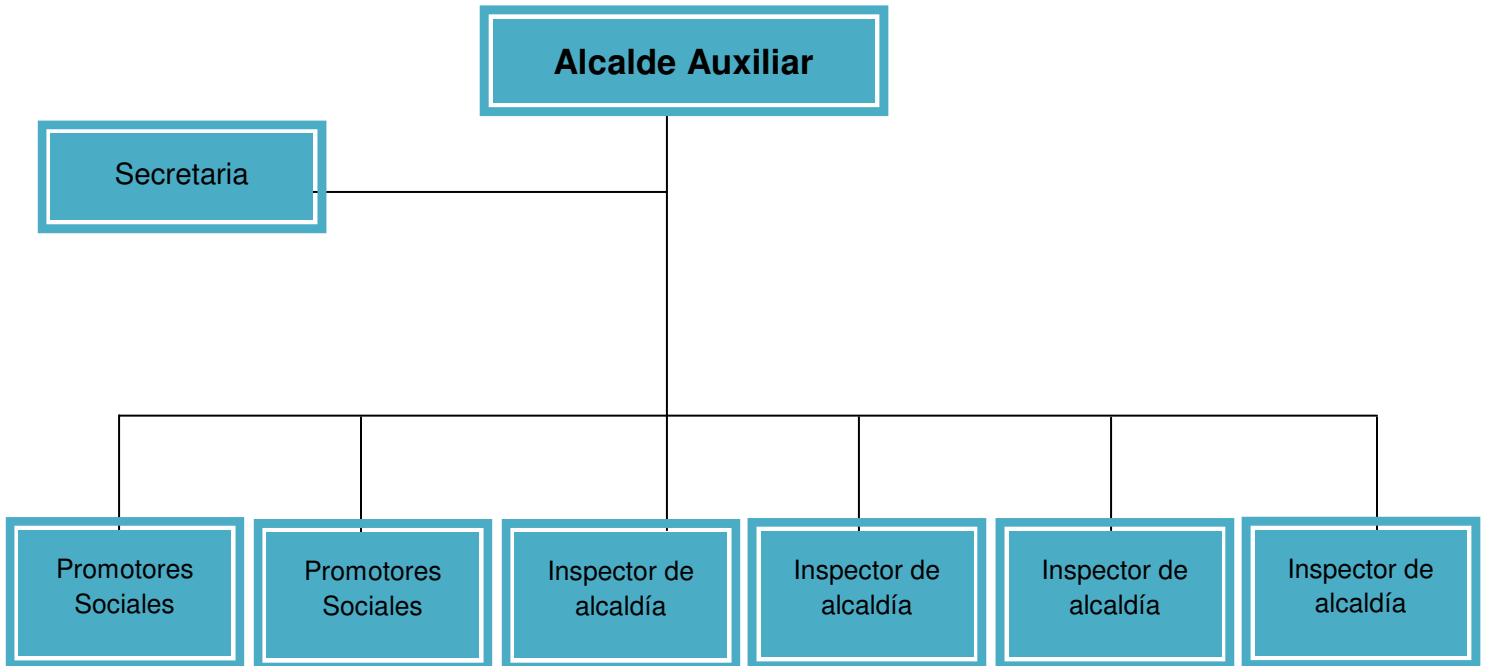 Alcalde Auxiliar
Secretaria
Promotores
Sociales
Promotores
Sociales
Inspector de
alcaldía
Inspector de
alcaldía
Inspector de
alcaldía
Inspector de
alcaldía